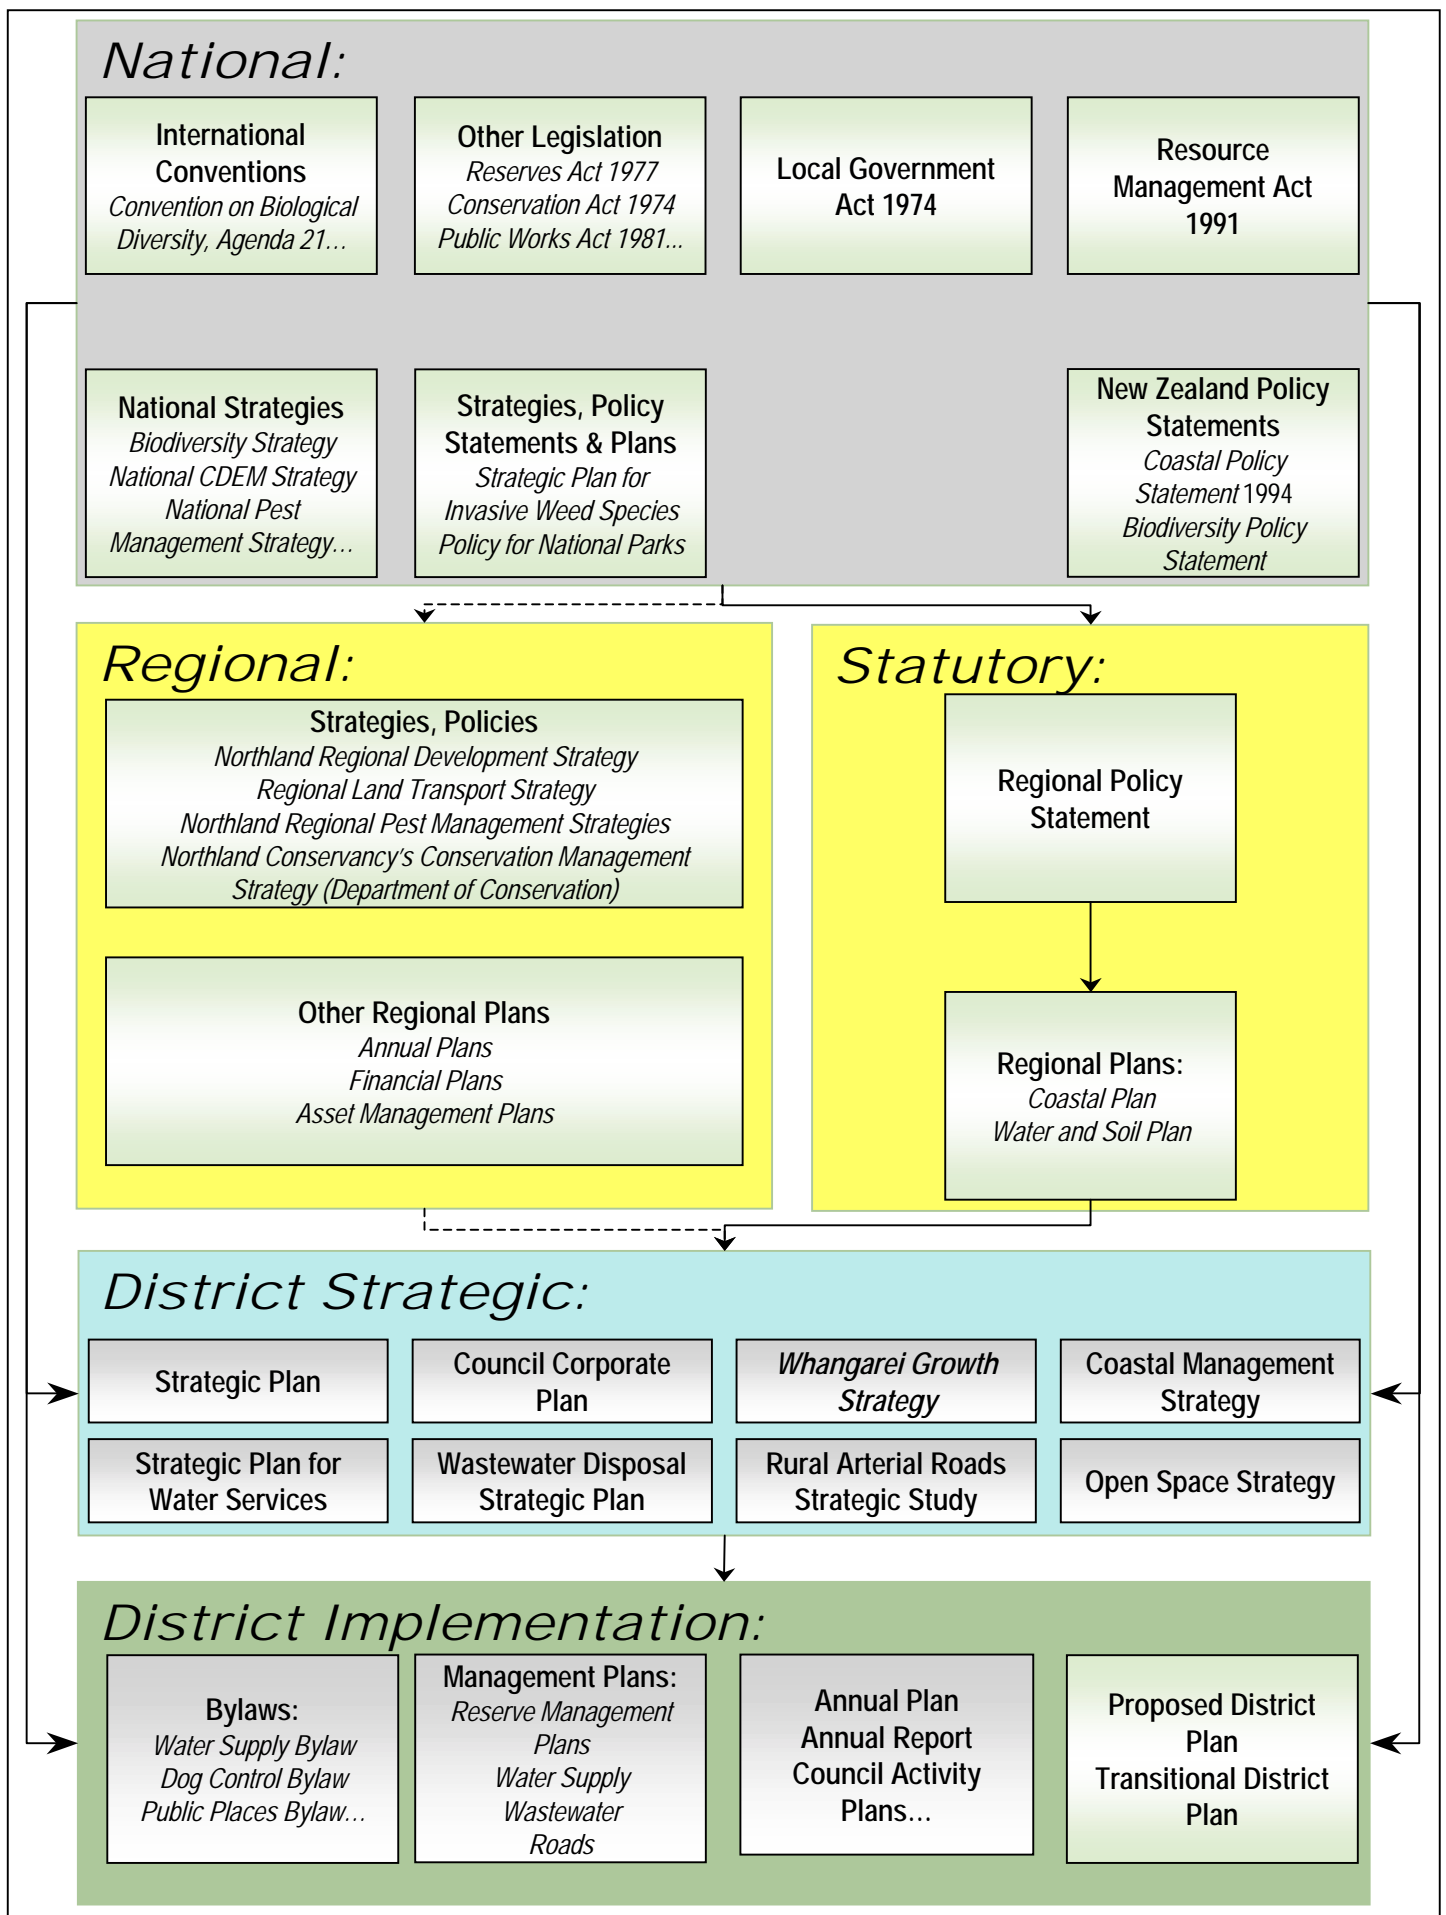 National:
International
Conventions
Convention on Biological
Diversity, Agenda 21…
Other Legislation
Reserves Act 1977
Conservation Act 1974
Public Works Act 1981...
Local Government
Act 1974
Resource
Management Act
1991
National Strategies
Biodiversity Strategy
National CDEM Strategy
National Pest
Management Strategy…
Strategies, Policy
Statements & Plans
Strategic Plan for
Invasive Weed Species
Policy for National Parks
New Zealand Policy
Statements
Coastal Policy
Statement 1994
Biodiversity Policy
Statement
Regional:
Strategies, Policies
Northland Regional Development Strategy
Regional Land Transport Strategy
Northland Regional Pest Management Strategies
Northland Conservancy’s Conservation Management
Strategy (Department of Conservation)
Other Regional Plans
Annual Plans
Financial Plans
Asset Management Plans
Statutory:
Regional Policy
Statement
Regional Plans:
Coastal Plan
Water and Soil Plan
District Strategic:
Strategic Plan
Council Corporate
Plan
Whangarei Growth
Strategy
Coastal Management
Strategy
Strategic Plan for
Water Services
Wastewater Disposal
Strategic Plan
Rural Arterial Roads
Strategic Study
Open Space Strategy
District Implementation:
Bylaws:
Water Supply Bylaw
Dog Control Bylaw
Public Places Bylaw…
Management Plans:
Reserve Management
Plans
Water Supply
Wastewater
Roads
Annual Plan
Annual Report
Council Activity
Plans…
Proposed District
Plan
Transitional District
Plan